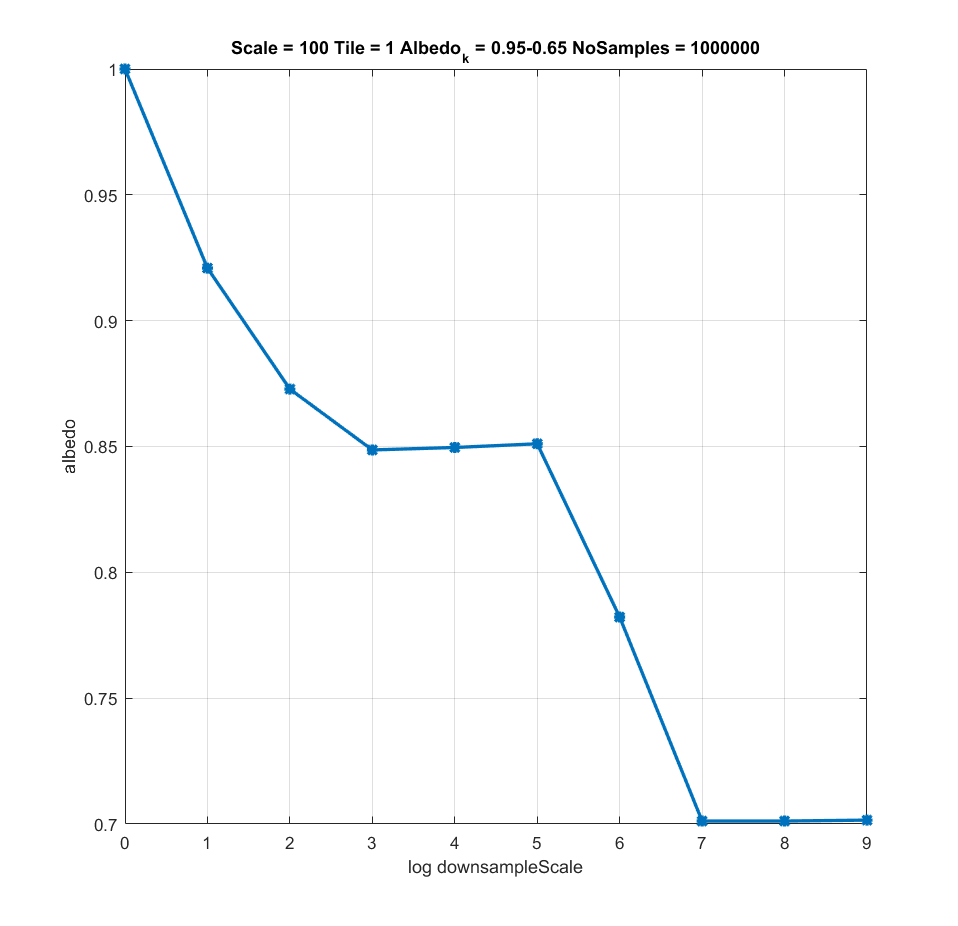 Scale = 100 Tile = 1 Albedo_k = 0.95-0.65 NoSamples = 1000000
1
0.95
0.9
0.85
0.8
0.75
0.7
albedo
0 1 2 3 4 5 6 7 8 9
log downsampleScale